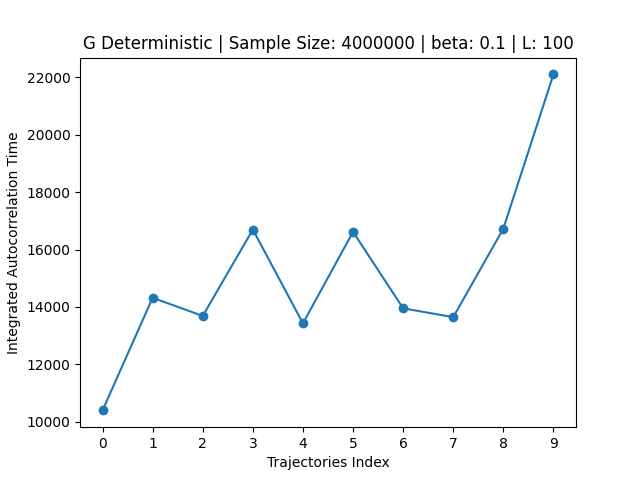 G Deterministic | Sample Size: 4000000 | beta: 0.1 | L: 100
22000
20000
18000
16000
14000
12000
10000
Integrated Autocorrelation Time
0 1 2 3 4 5 6 7 8 9
Trajectories Index